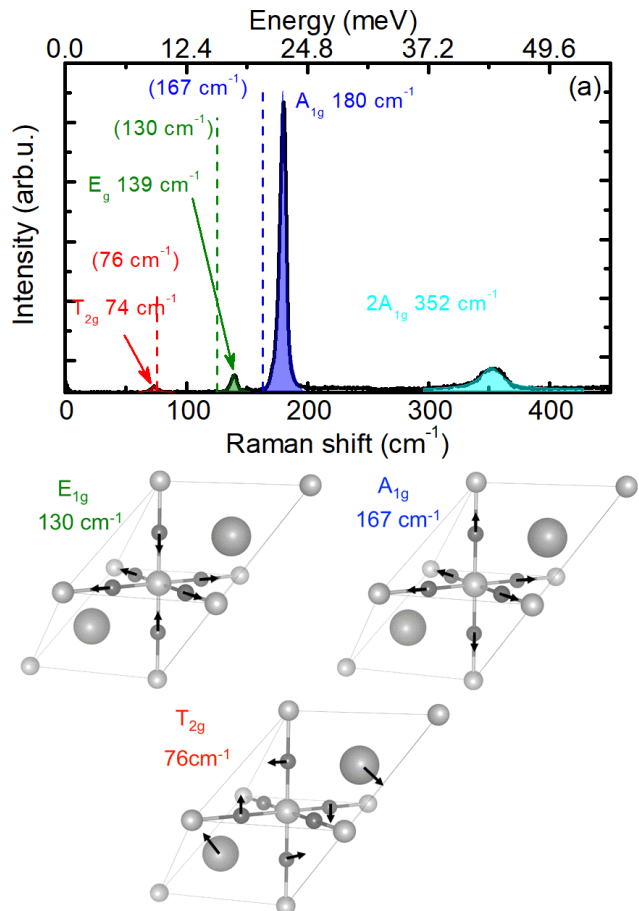 Energy (meV)
0.0 12.4 24.8 37.2 49.6
(a)
(167 cm⁻¹)
A₁g 180 cm⁻¹
(130 cm⁻¹)
E_g 139 cm⁻¹
(76 cm⁻¹)
T₂g 74 cm⁻¹
2A₁g 352 cm⁻¹
Intensity (arb.u.)
0 100 200 300 400
Raman shift (cm⁻¹)
E₁g
130 cm⁻¹
A₁g
167 cm⁻¹
T₂g
76cm⁻¹